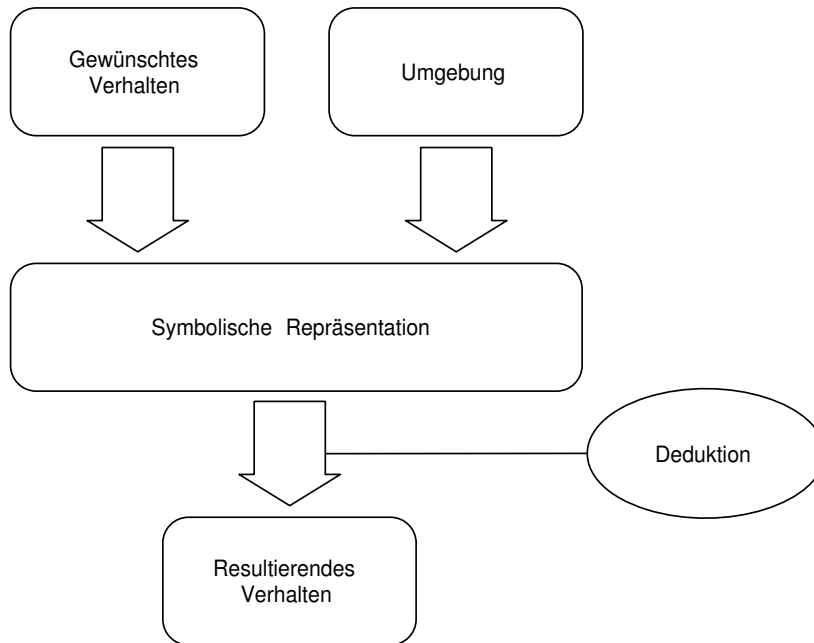 Gewünschtes
Verhalten
Umgebung
Symbolische Repräsentation
Deduktion
Resultierendes
Verhalten